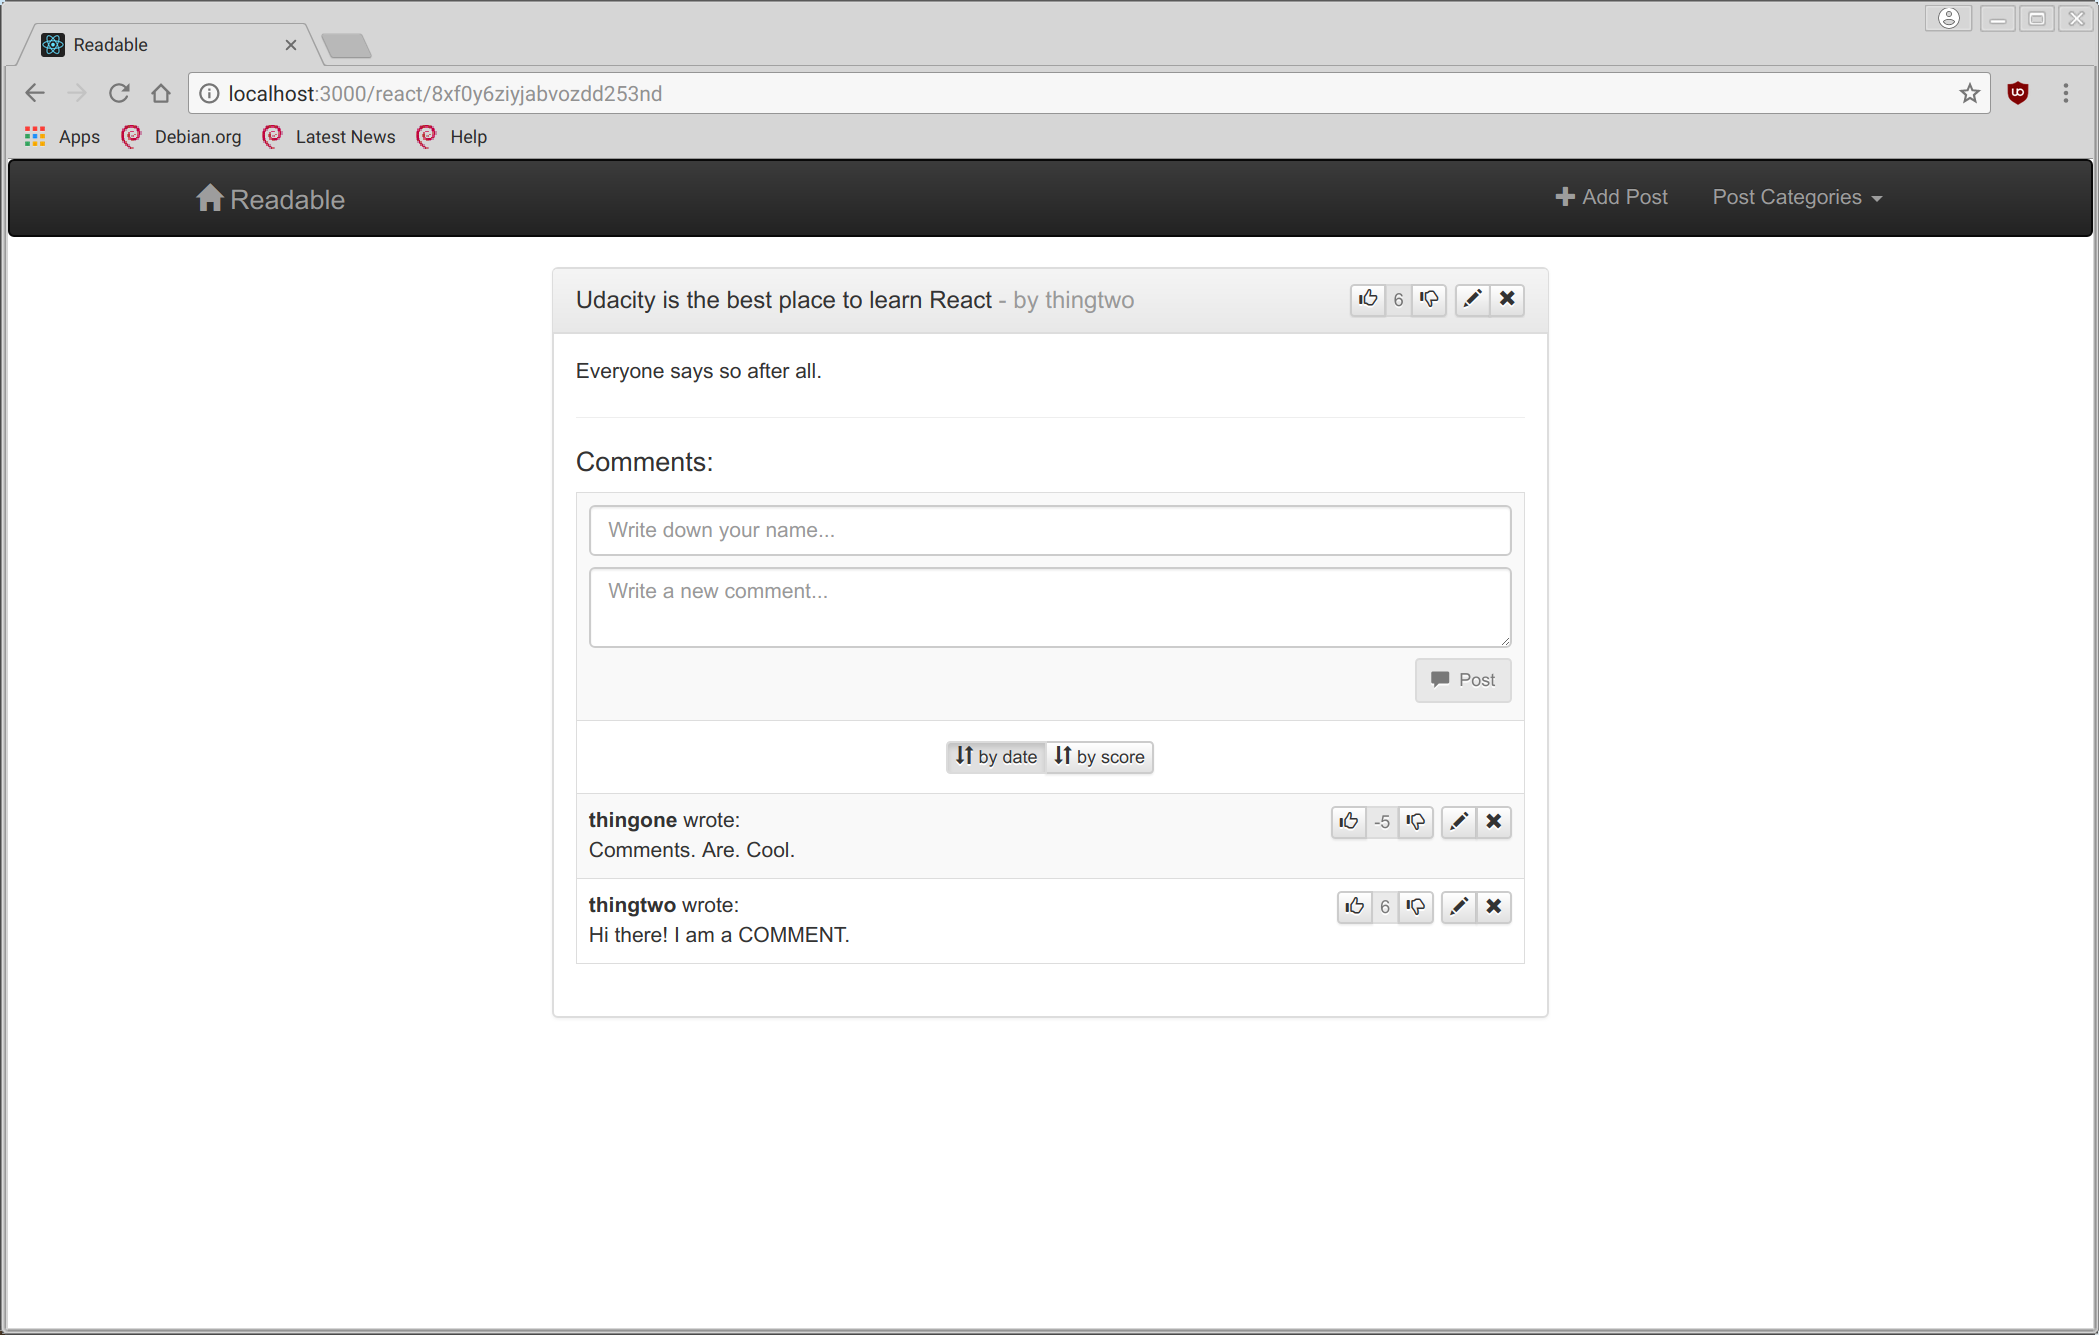 Readable
localhost:3000/react/8xf0y6ziyjabvozdd253nd
Apps Debian.org Latest News Help
Readable Add Post Post Categories
Udacity is the best place to learn React - by thingtwo 6
Everyone says so after all.
Comments:
Write down your name...
Write a new comment...
Post
by date by score
thingone wrote: -5
Comments. Are. Cool.
thingtwo wrote: 6
Hi there! I am a COMMENT.